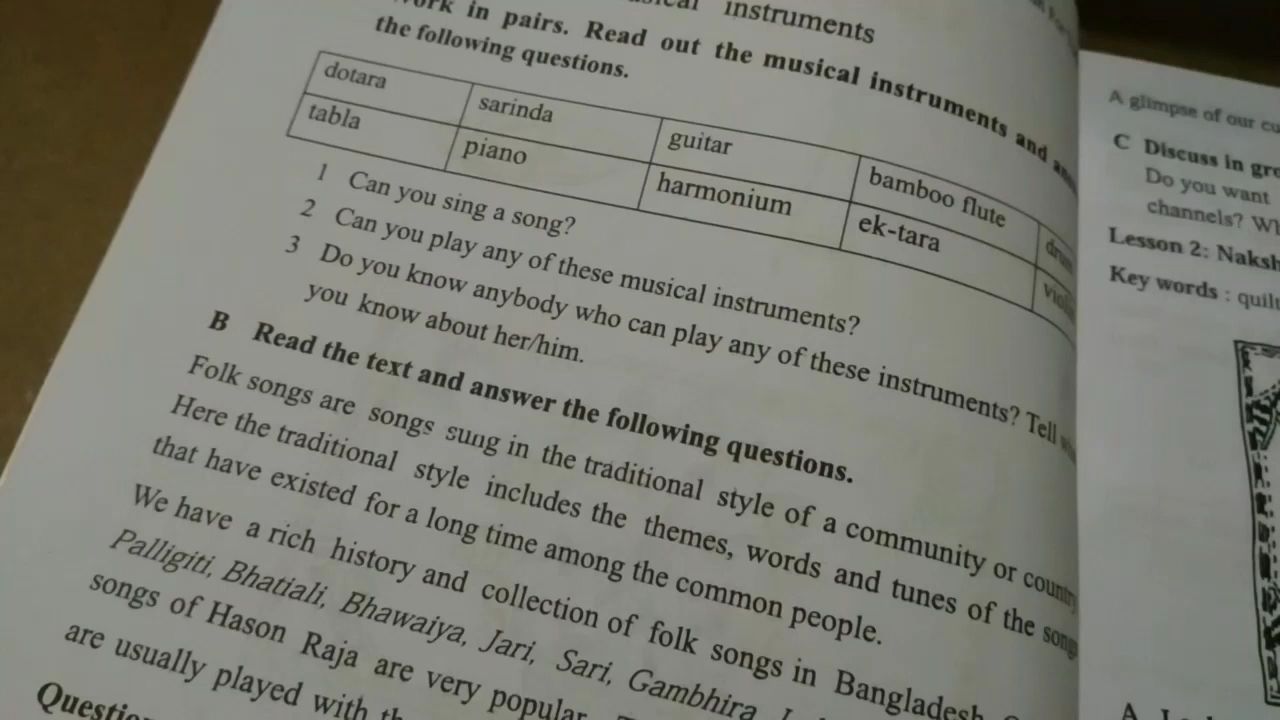 instruments
in pairs. Read out the musical instruments and
the following questions.
dotara sarinda guitar bamboo flute
tabla piano harmonium ek-tara
1 Can you sing a song?
2 Can you play any of these musical instruments?
3 Do you know anybody who can play any of these instruments? Tell
you know about her/him.
B Read the text and answer the following questions.
Folk songs are songs sung in the traditional style of a community or country
Here the traditional style includes the themes, words and tunes of the songs
that have existed for a long time among the common people.
We have a rich history and collection of folk songs in Bangladesh
Palligiti, Bhatiali, Bhawaiya, Jari, Sari, Gambhira,
songs of Hason Raja are very popular.
are usually played with
A glimpse of our
C Discuss in
Do you want
channels?
Lesson 2:
Key words :
A